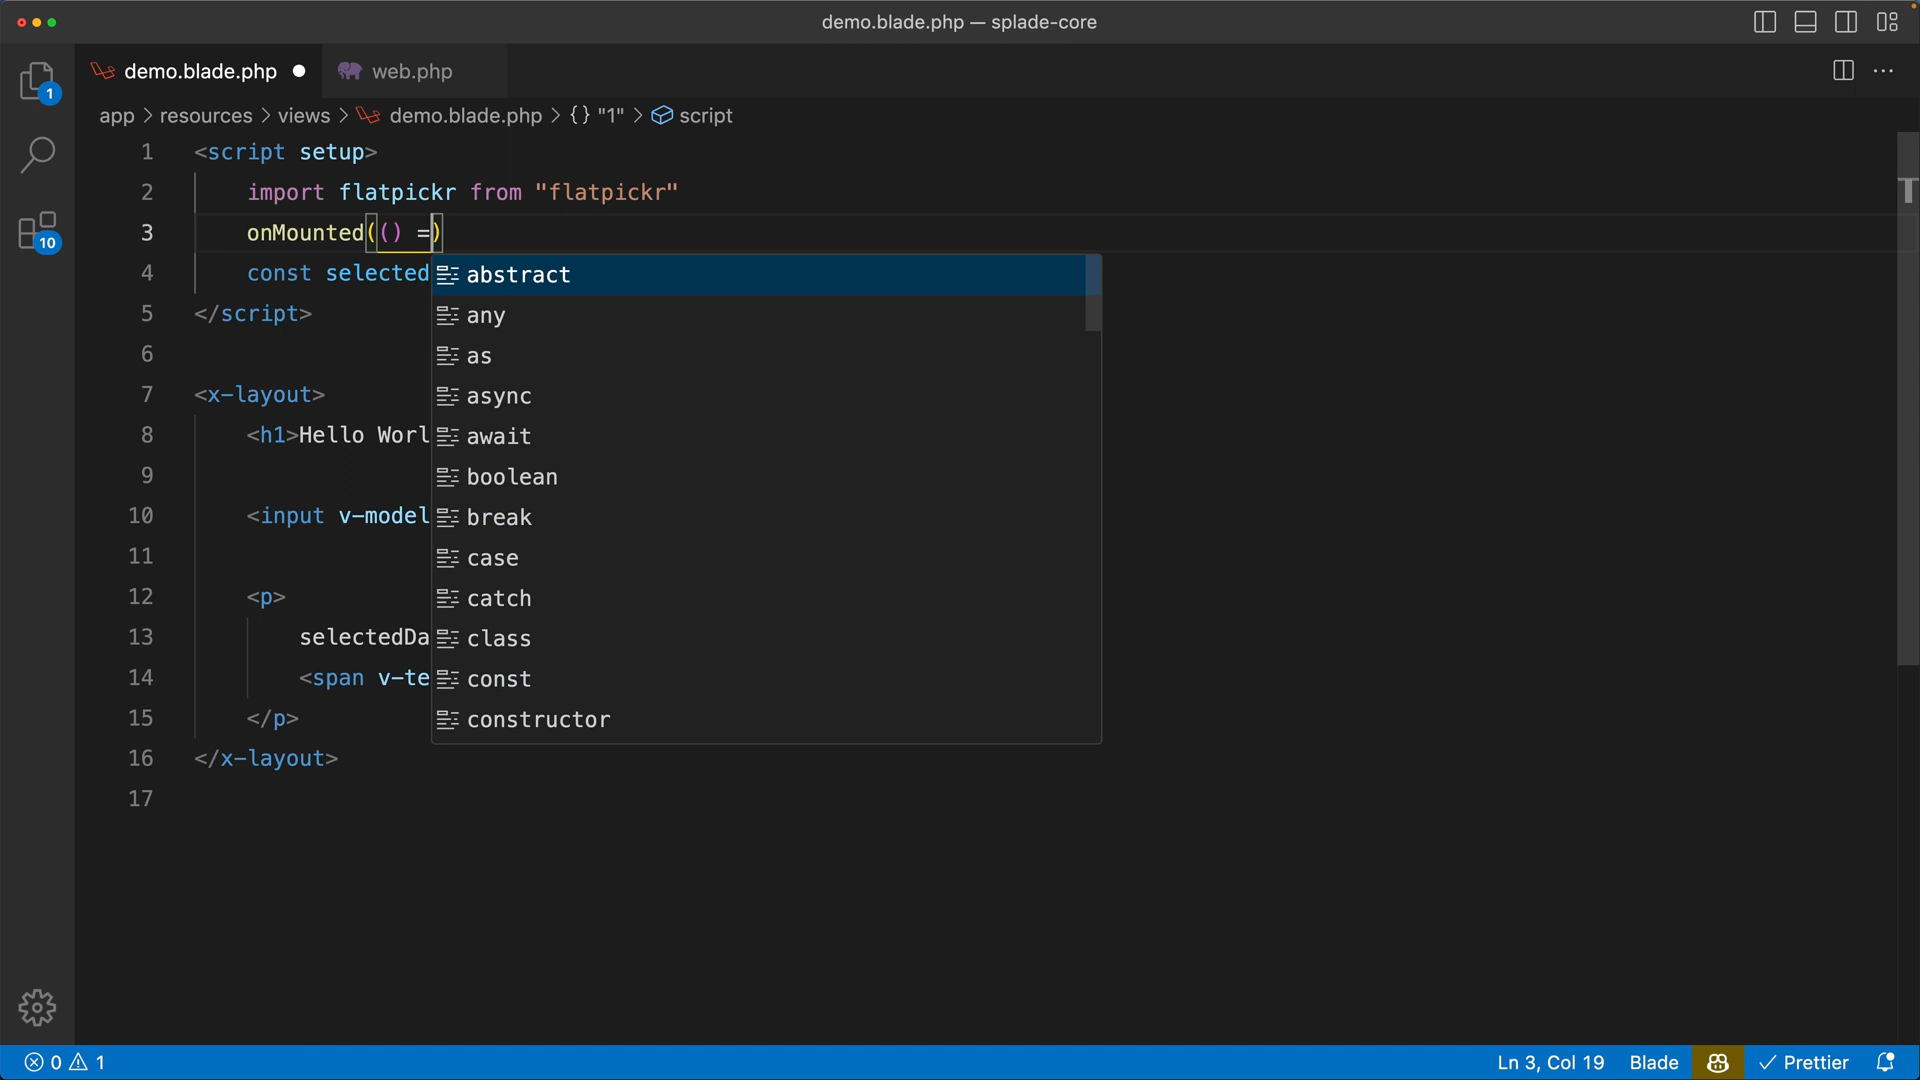 demo.blade.php — splade-core
demo.blade.php
web.php
1
app > resources > views > demo.blade.php > {} "1" > script
1 <script setup>
2 import flatpickr from "flatpickr"
3 onMounted(() =)
4 const selected
5 </script>
6
7 <x-layout>
8 <h1>Hello Worl
9
10 <input v-model
11
12 <p>
13 selectedDa
14 <span v-te
15 </p>
16 </x-layout>
17
abstract
any
as
async
await
boolean
break
case
catch
class
const
constructor
10
0 1
Ln 3, Col 19
Blade
Prettier